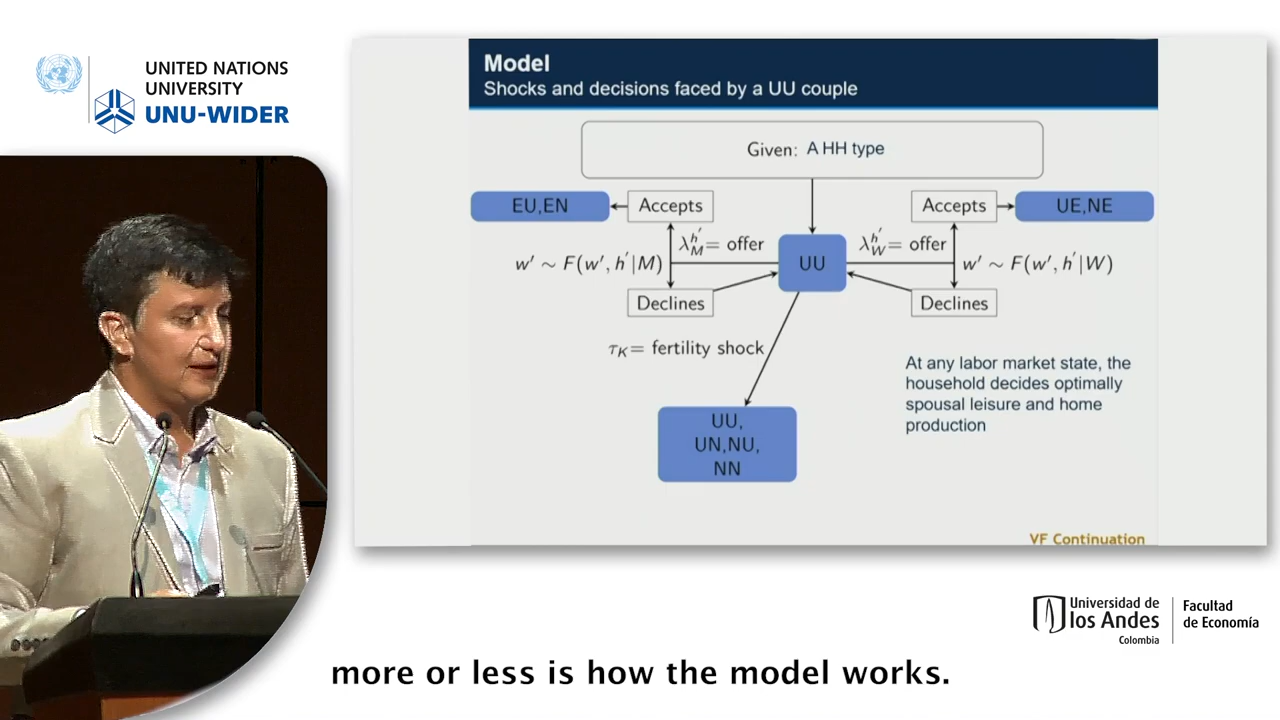 UNITED NATIONS
UNIVERSITY
UNU-WIDER
Model
Shocks and decisions faced by a UU couple
Given: A HH type
EU,EN
Accepts
Accepts
UE,NE
λ_M^h′ = offer
λ_W^h′ = offer
w′ ∼ F(w′, h′|M)
UU
w′ ∼ F(w′, h′|W)
Declines
Declines
τ_K = fertility shock
At any labor market state, the
household decides optimally
spousal leisure and home
production
UU,
UN,NU,
NN
VF Continuation
Universidad de
los Andes
Colombia
Facultad
de Economía
more or less is how the model works.